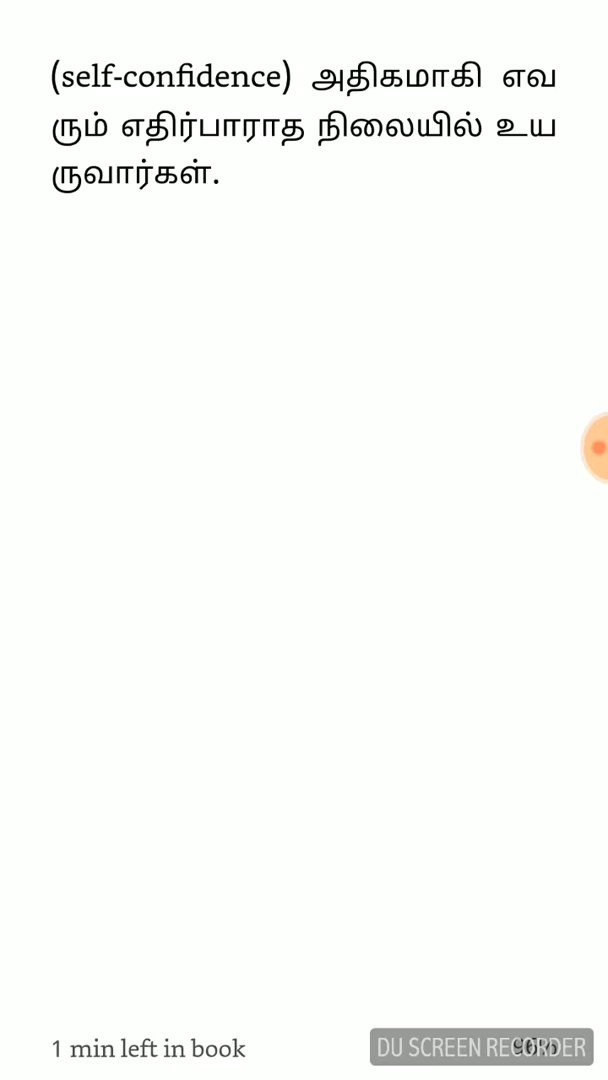 (self-confidence) அதிகமாகி எவ
ரும் எதிர்பாராத நிலையில் உய
ருவார்கள்.
1 min left in book
DU SCREEN RECORDER